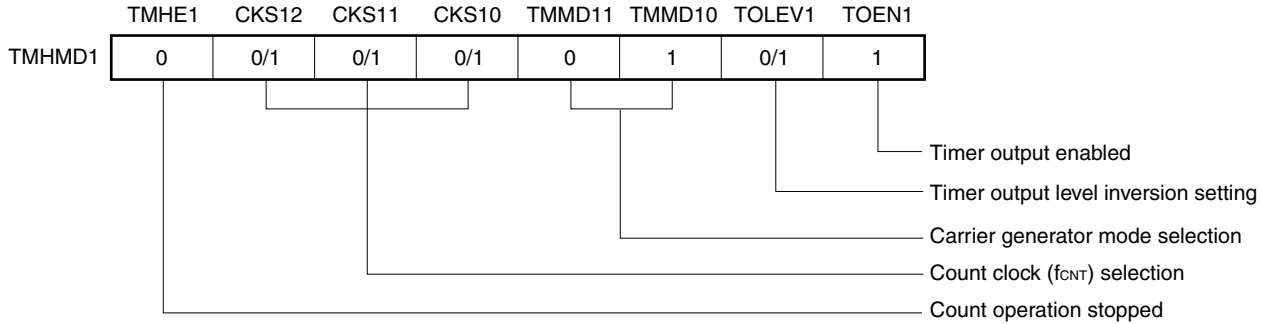 TMHE1 CKS12 CKS11 CKS10 TMMD11 TMMD10 TOLEV1 TOEN1
TMHMD1 0 0/1 0/1 0/1 0 1 0/1 1
Timer output enabled
Timer output level inversion setting
Carrier generator mode selection
Count clock (fCNT) selection
Count operation stopped